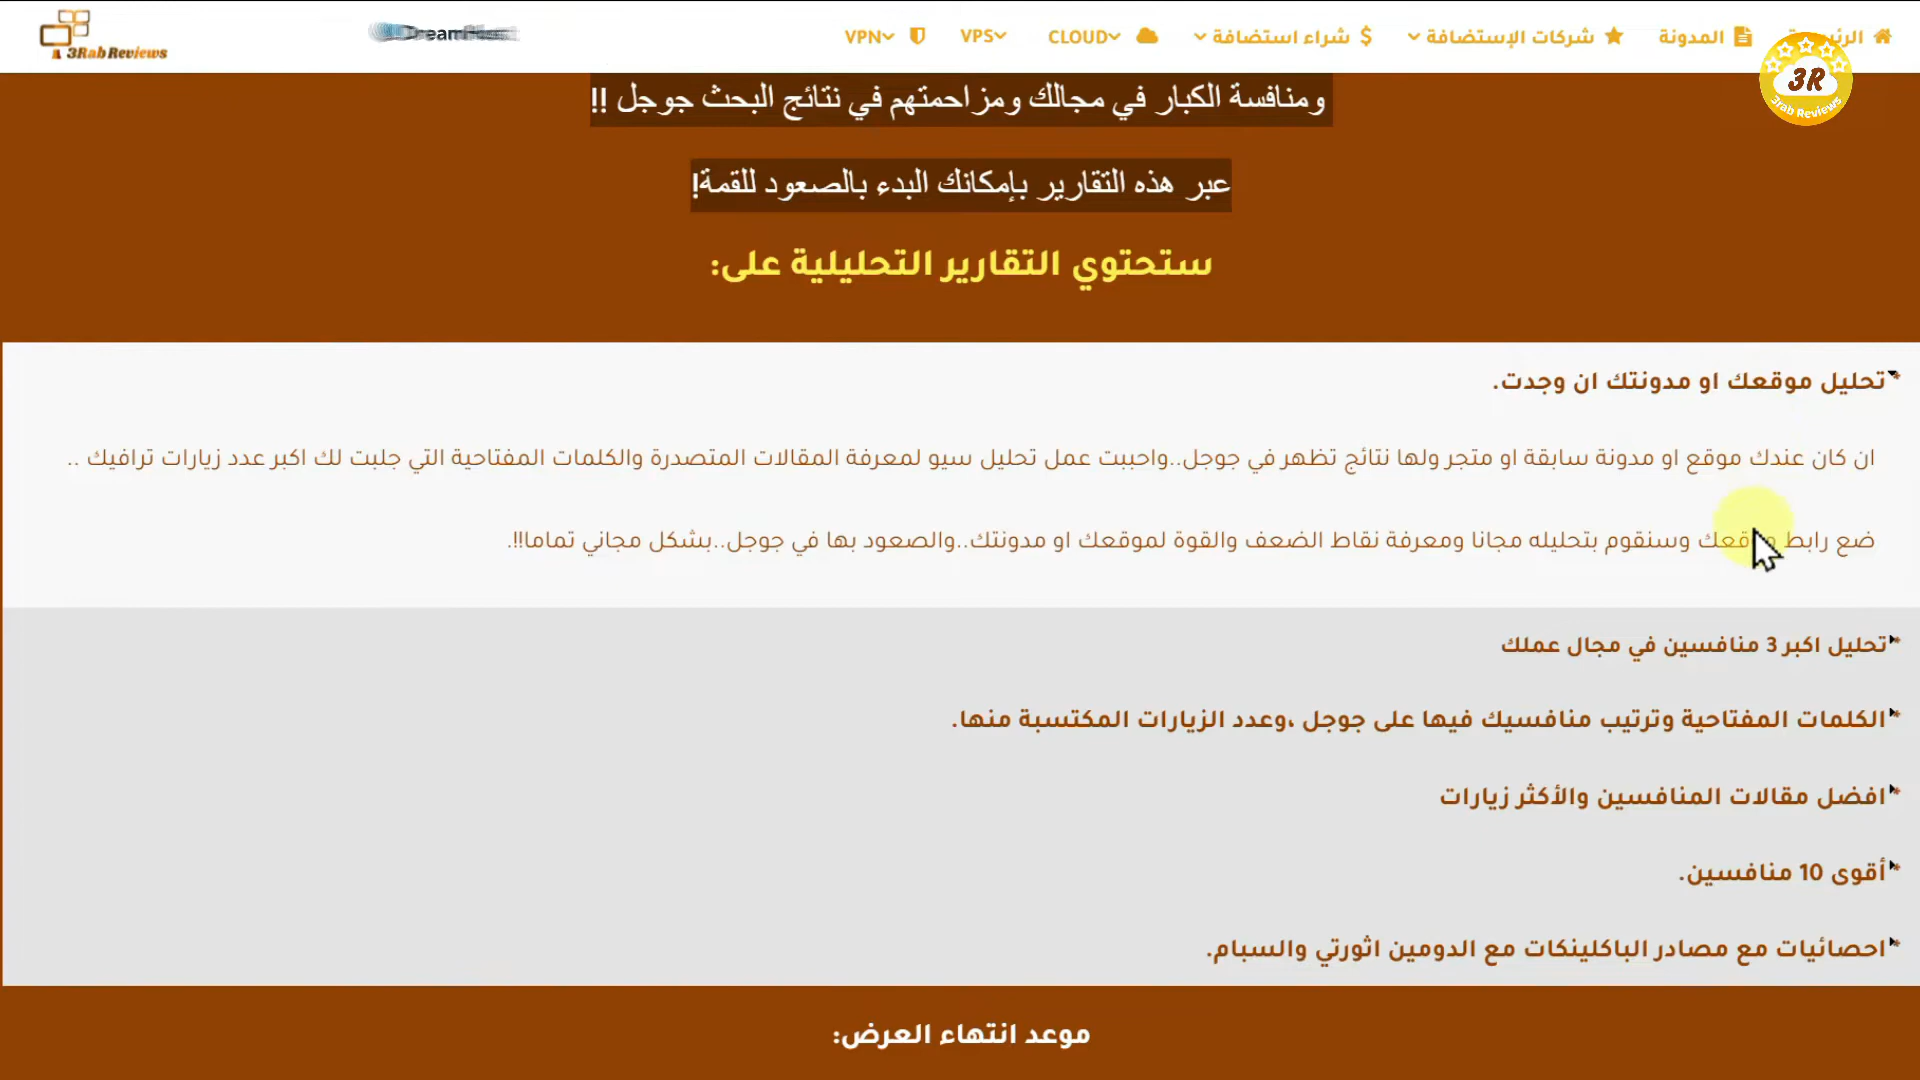 3Rab Reviews
الرئيسية
المدونة
شركات الإستضافة
شراء استضافة
CLOUD
VPS
VPN
3R
3rab Reviews
ومنافسة الكبار في مجالك ومزاحمتهم في نتائج البحث جوجل !!
عبر هذه التقارير بإمكانك البدء بالصعود للقمة!
ستحتوي التقارير التحليلية على:
تحليل موقعك او مدونتك ان وجدت.
ان كان عندك موقع او مدونة سابقة او متجر ولها نتائج تظهر في جوجل..واحببت عمل تحليل سيو لمعرفة المقالات المتصدرة والكلمات المفتاحية التي جلبت لك اكبر عدد زيارات ترافيك ..
ضع رابط موقعك وسنقوم بتحليله مجانا ومعرفة نقاط الضعف والقوة لموقعك او مدونتك..والصعود بها في جوجل..بشكل مجاني تماما!!.
تحليل اكبر 3 منافسين في مجال عملك
الكلمات المفتاحية وترتيب منافسيك فيها على جوجل ،وعدد الزيارات المكتسبة منها.
افضل مقالات المنافسين والأكثر زيارات
أقوى 10 منافسين.
احصائيات مع مصادر الباكلينكات مع الدومين اثورتي والسبام.
موعد انتهاء العرض: